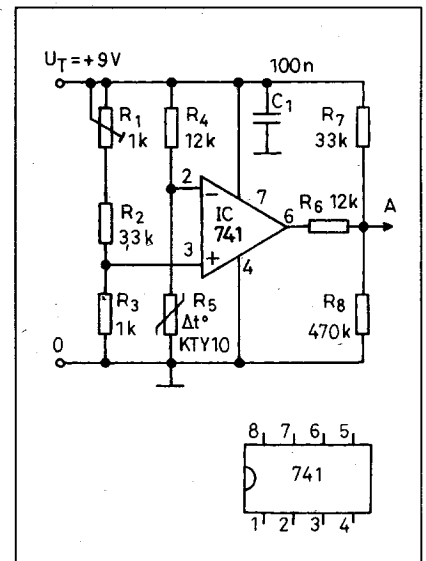 U_T=+9V
100n
R1
1k
R4
12k
C1
R7
33k
2
7
R2
3,3k
IC
741
6
R6 12k
A
3
4
R3
1k
R5
Δt°
KTY10
R8
470k
0
8 7 6 5
741
1 2 3 4